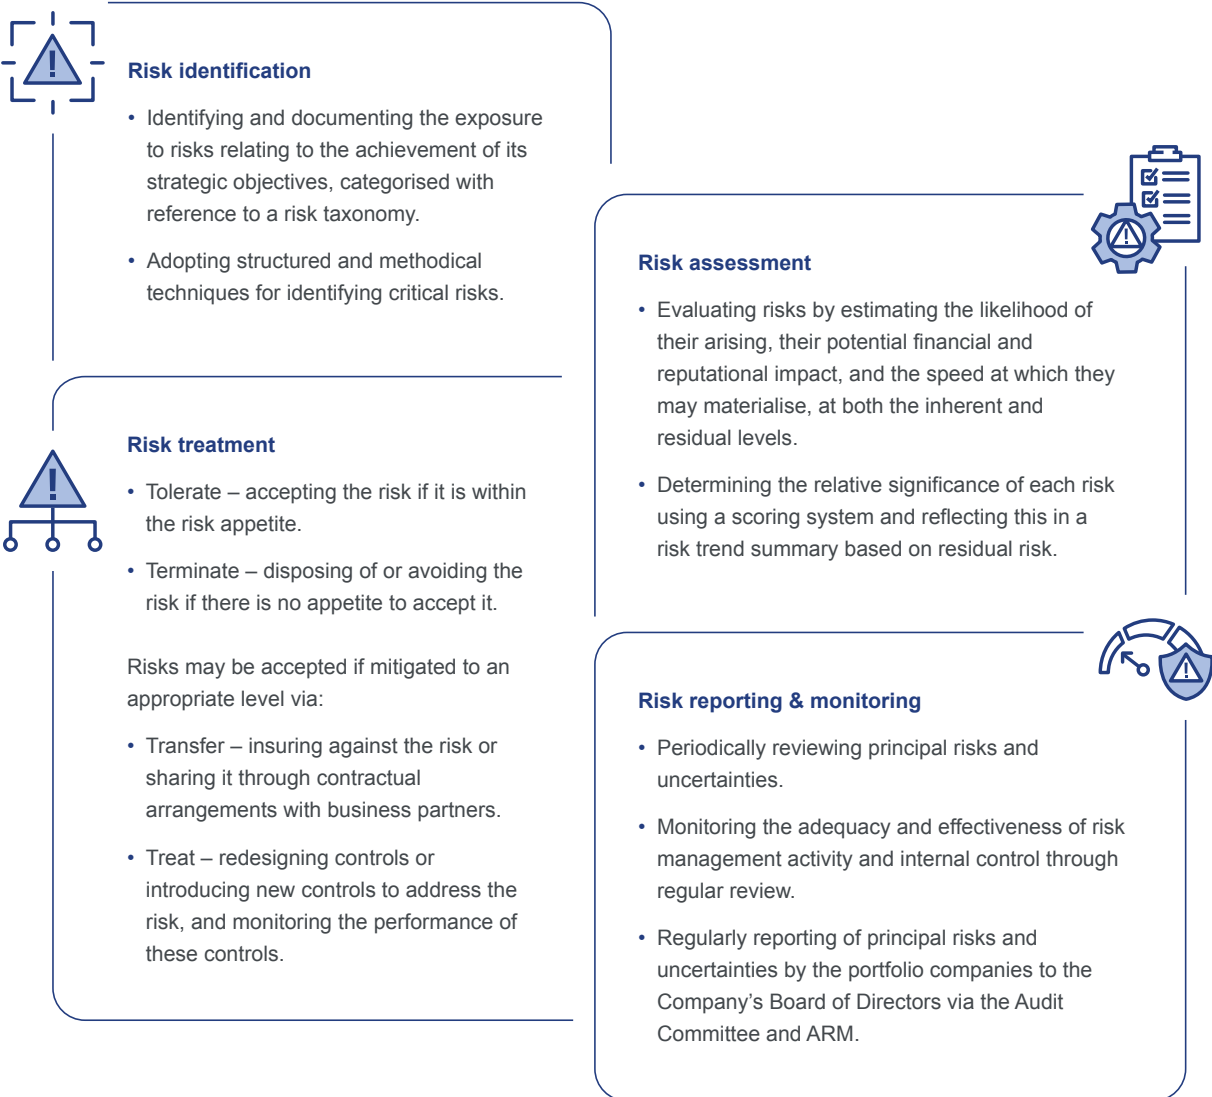 Risk identification
• Identifying and documenting the exposure
to risks relating to the achievement of its
strategic objectives, categorised with
reference to a risk taxonomy.
• Adopting structured and methodical
techniques for identifying critical risks.
Risk assessment
• Evaluating risks by estimating the likelihood of
their arising, their potential financial and
reputational impact, and the speed at which they
may materialise, at both the inherent and
residual levels.
• Determining the relative significance of each risk
using a scoring system and reflecting this in a
risk trend summary based on residual risk.
Risk treatment
• Tolerate – accepting the risk if it is within
the risk appetite.
• Terminate – disposing of or avoiding the
risk if there is no appetite to accept it.
Risks may be accepted if mitigated to an
appropriate level via:
• Transfer – insuring against the risk or
sharing it through contractual
arrangements with business partners.
• Treat – redesigning controls or
introducing new controls to address the
risk, and monitoring the performance of
these controls.
Risk reporting & monitoring
• Periodically reviewing principal risks and
uncertainties.
• Monitoring the adequacy and effectiveness of risk
management activity and internal control through
regular review.
• Regularly reporting of principal risks and
uncertainties by the portfolio companies to the
Company's Board of Directors via the Audit
Committee and ARM.